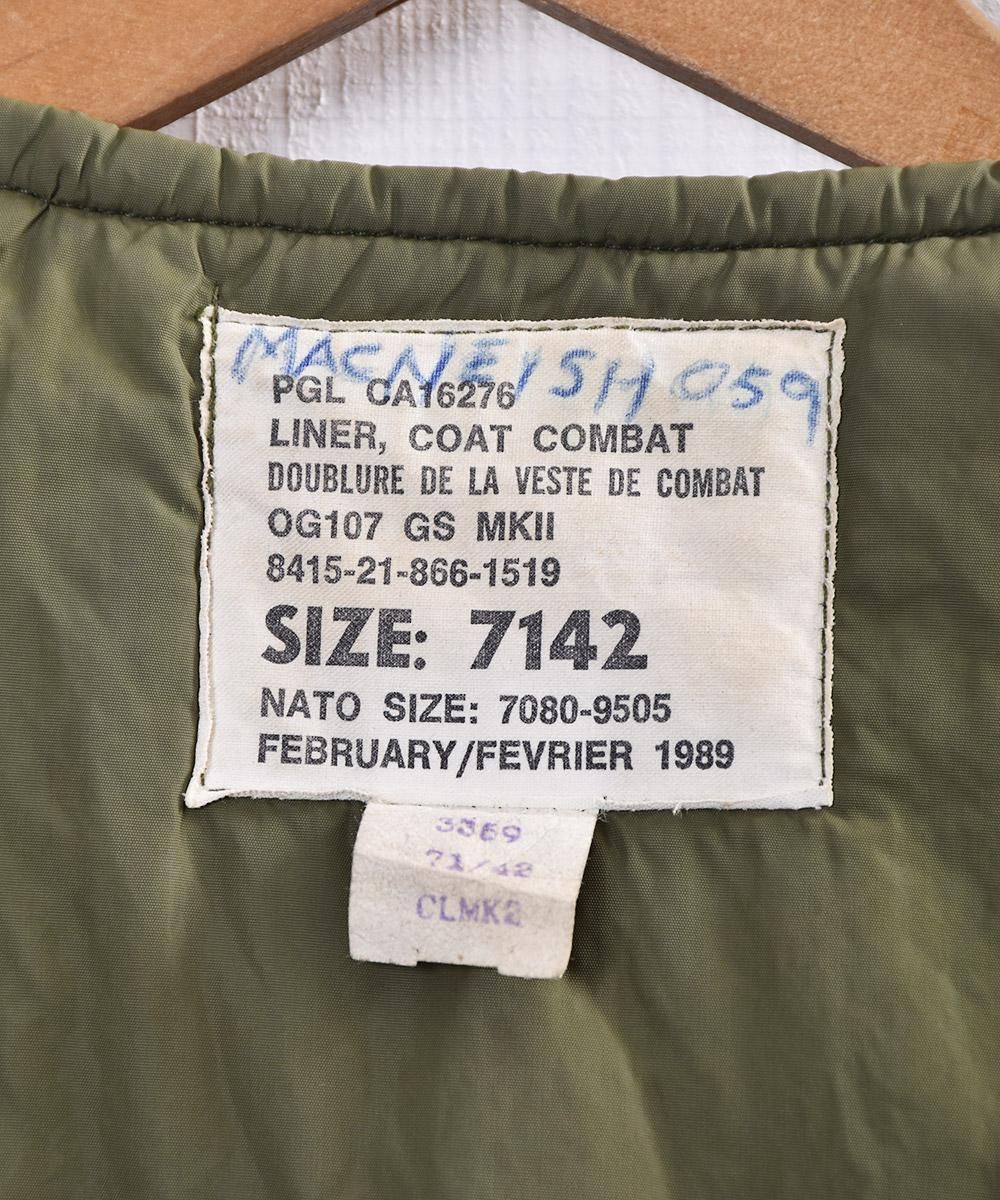 MACNEISH 059
PGL CA16276
LINER, COAT COMBAT
DOUBLURE DE LA VESTE DE COMBAT
OG107 GS MKII
8415-21-866-1519
SIZE: 7142
NATO SIZE: 7080-9505
FEBRUARY/FEVRIER 1989
3369
71/42
CLMK2